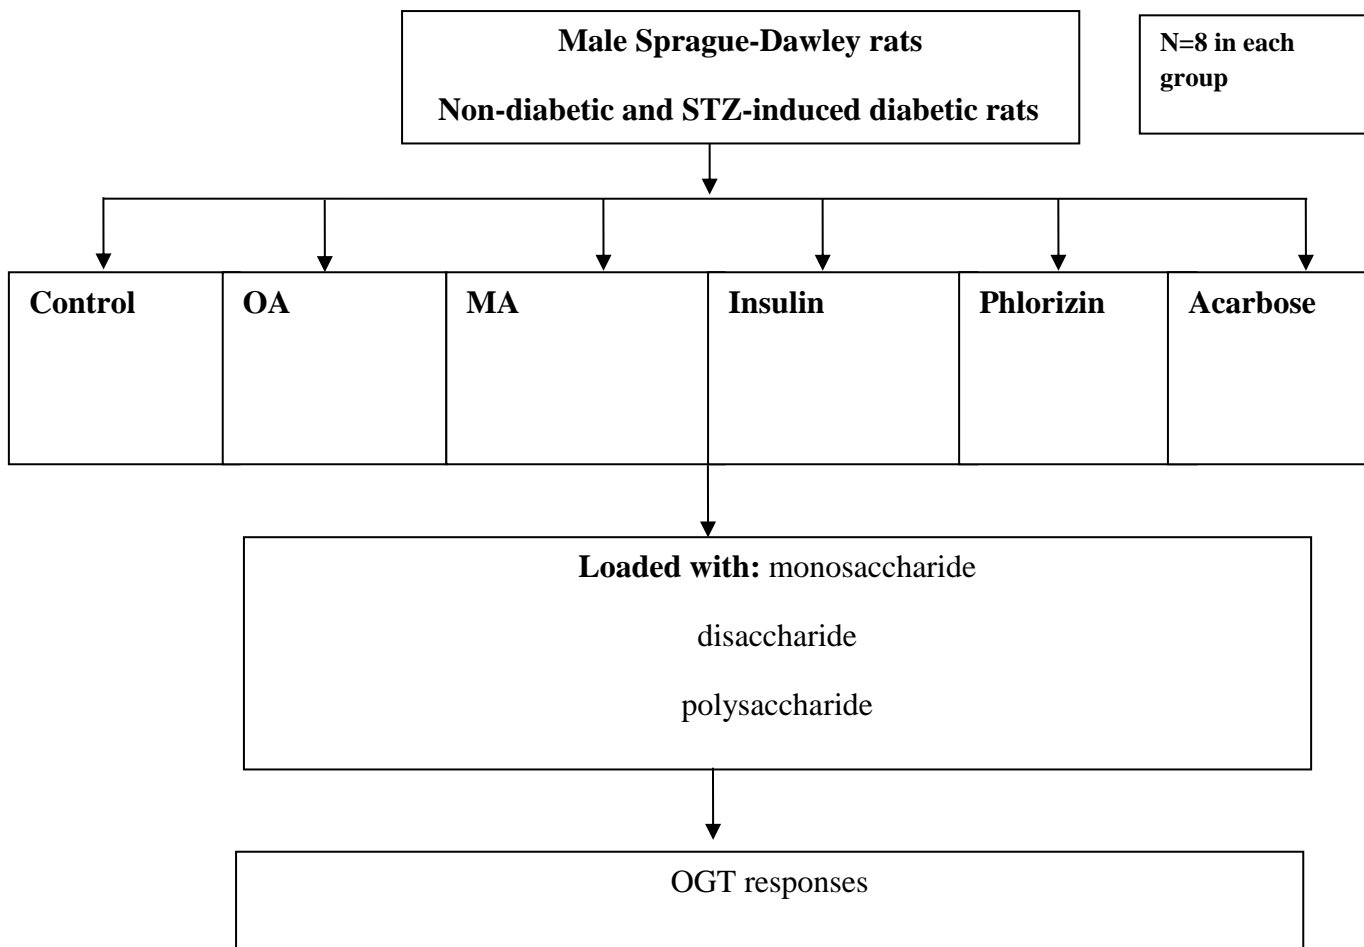 Male Sprague-Dawley rats
Non-diabetic and STZ-induced diabetic rats
N=8 in each
group
Control
OA
MA
Insulin
Phlorizin
Acarbose
Loaded with: monosaccharide
disaccharide
polysaccharide
OGT responses